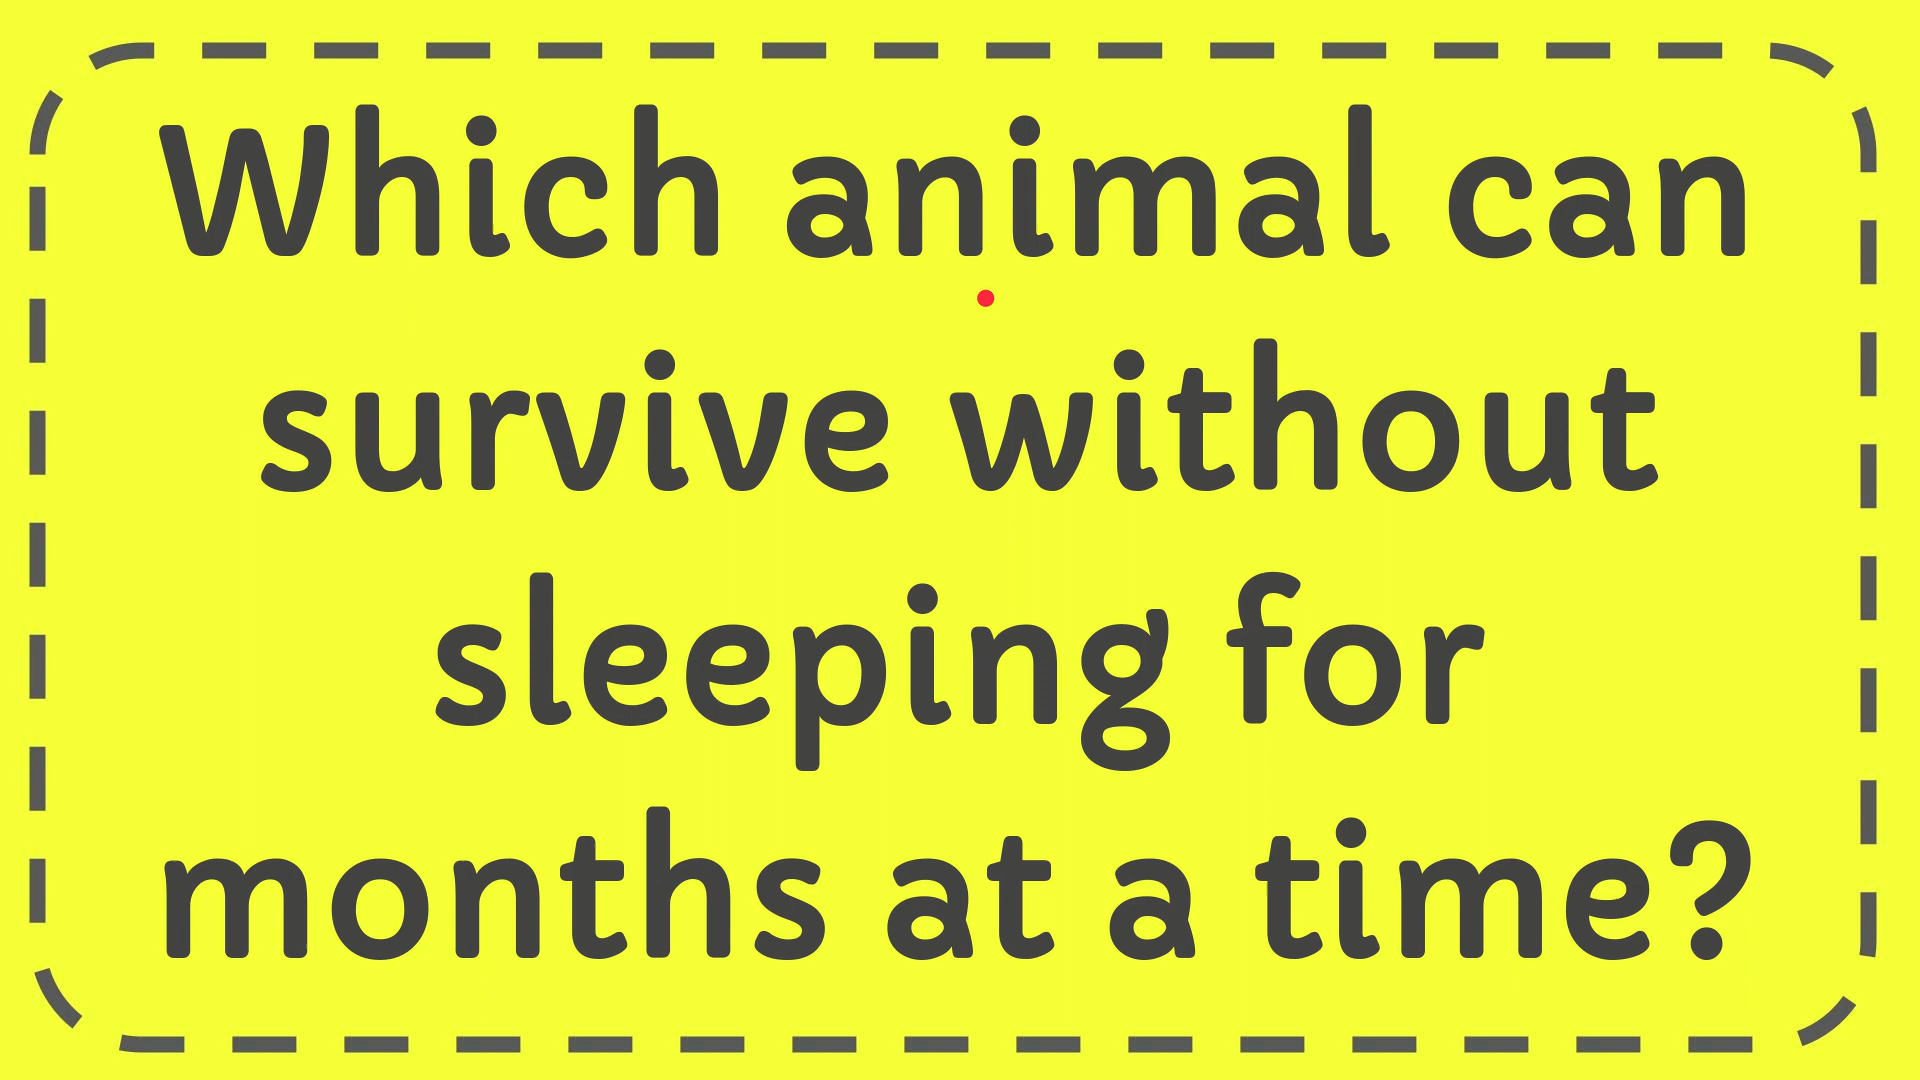 Which animal can
survive without
sleeping for
months at a time?